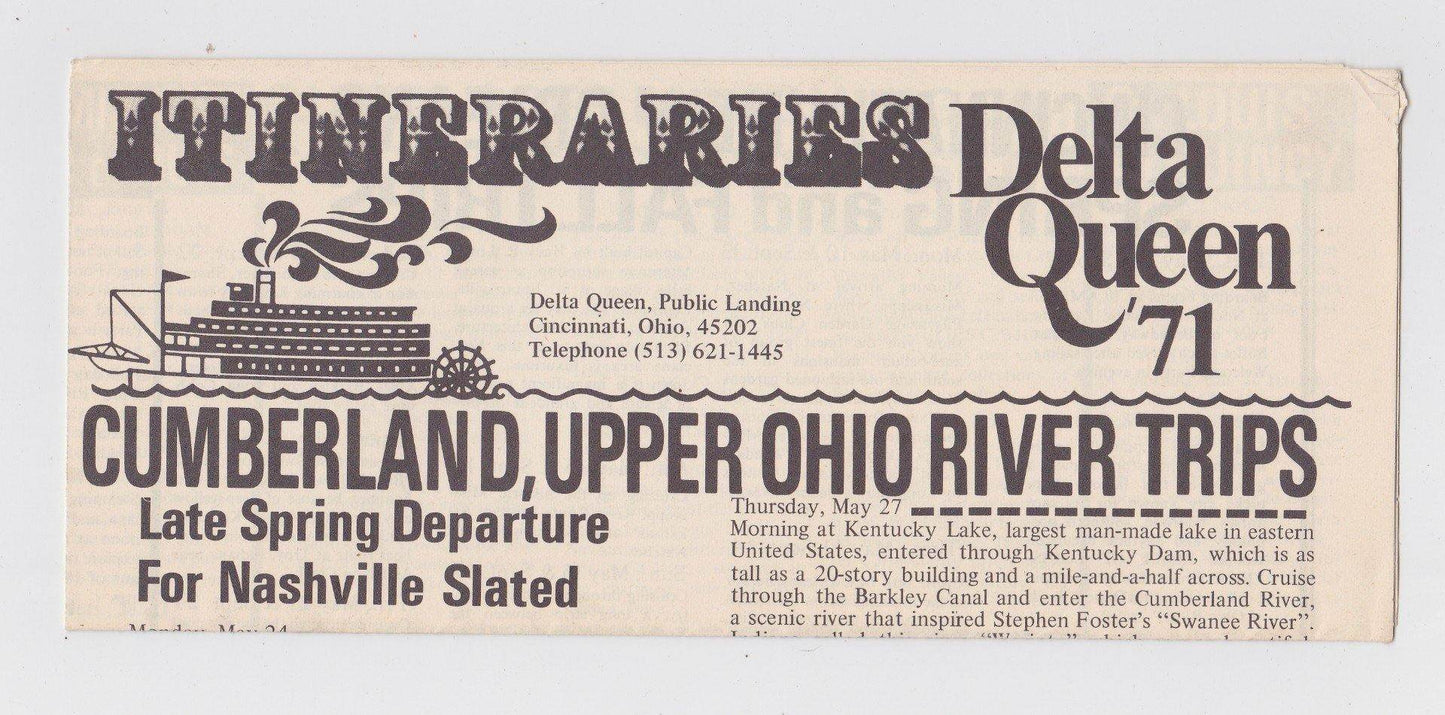 ITINERARIES
Delta
Queen
'71
Delta Queen, Public Landing
Cincinnati, Ohio, 45202
Telephone (513) 621-1445
CUMBERLAND, UPPER OHIO RIVER TRIPS
Late Spring Departure
For Nashville Slated
Monday, May 24
Thursday, May 27
Morning at Kentucky Lake, largest man-made lake in eastern
United States, entered through Kentucky Dam, which is as
tall as a 20-story building and a mile-and-a-half across. Cruise
through the Barkley Canal and enter the Cumberland River,
a scenic river that inspired Stephen Foster's "Swanee River".